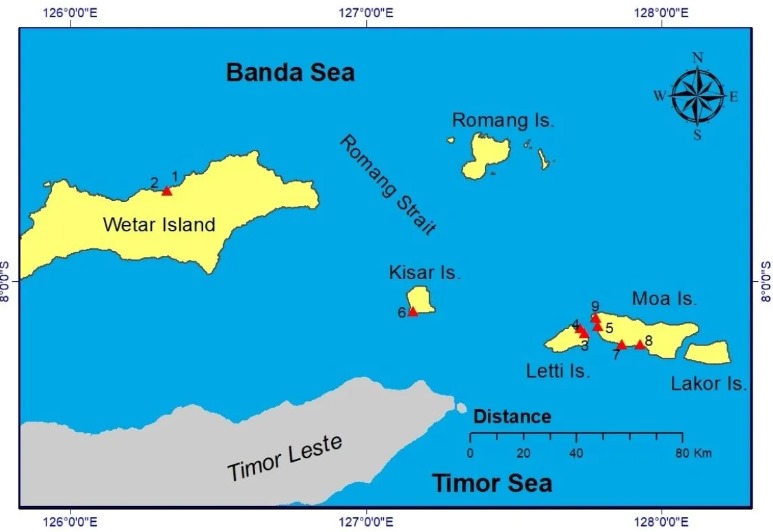 126°0'0"E 127°0'0"E 128°0'0"E
Banda Sea
N
W E
S
Romang Is.
Romang Strait
2 1
Wetar Island
8°0'0"S 8°0'0"S
Kisar Is.
6
Moa Is.
9
4 5
3 7 8
Letti Is.
Lakor Is.
Timor Leste
Distance
0 20 40 80 Km
Timor Sea
126°0'0"E 127°0'0"E 128°0'0"E